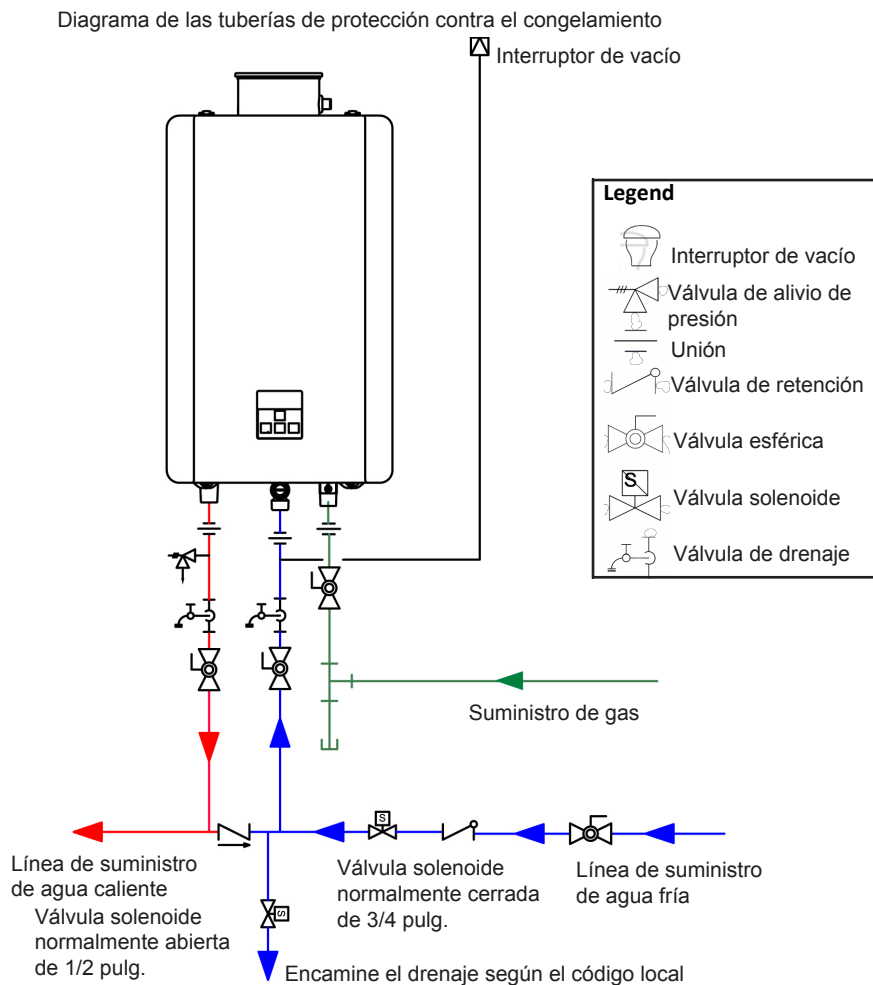 Diagrama de las tuberías de protección contra el congelamiento
Interruptor de vacío
Legend
Interruptor de vacío
Válvula de alivio de
presión
Unión
Válvula de retención
Válvula esférica
S
Válvula solenoide
Válvula de drenaje
Suministro de gas
S
Línea de suministro
de agua caliente
Válvula solenoide
normalmente cerrada
de 3/4 pulg.
Línea de suministro
de agua fría
Válvula solenoide
normalmente abierta
de 1/2 pulg.
S
Encamine el drenaje según el código local